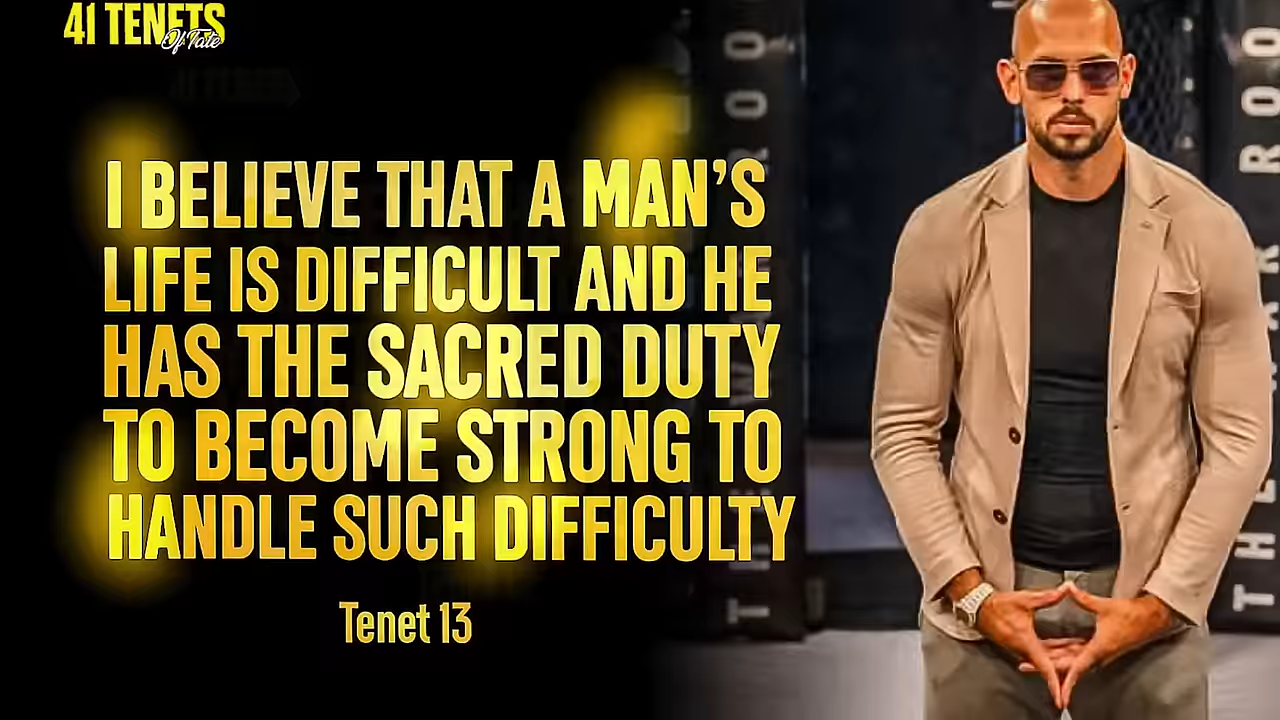 41 TENETS
Of Tate
I BELIEVE THAT A MAN'S
LIFE IS DIFFICULT AND HE
HAS THE SACRED DUTY
TO BECOME STRONG TO
HANDLE SUCH DIFFICULTY
Tenet 13